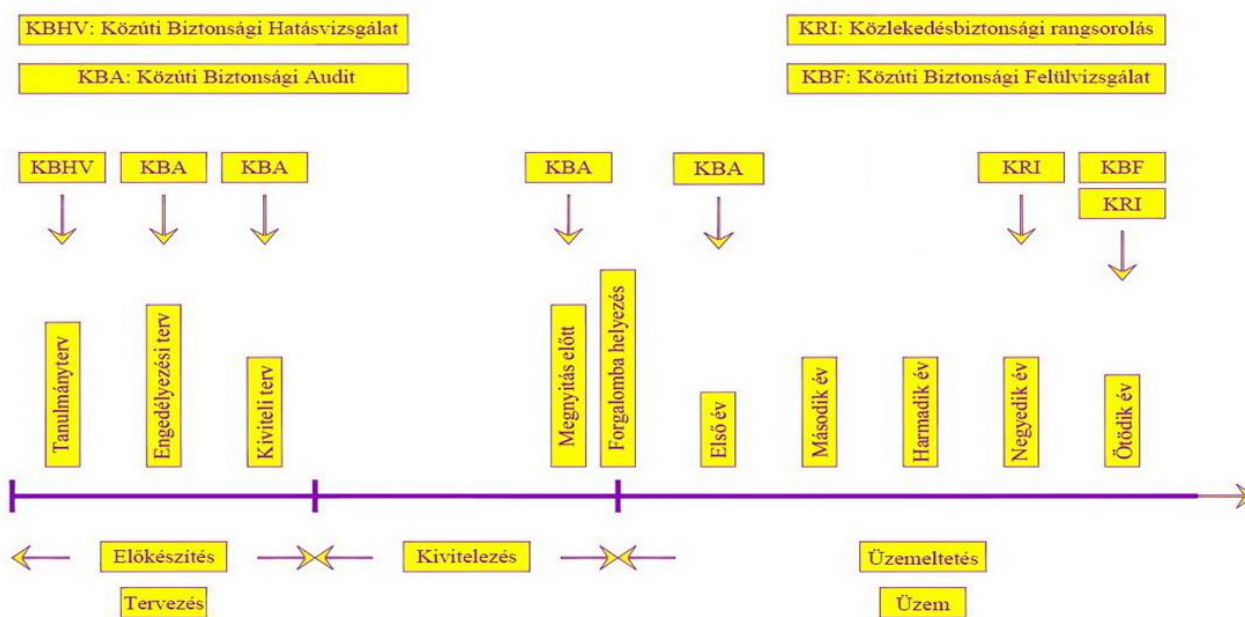 KBHV: Közúti Biztonsági Hatásvizsgálat
KBA: Közúti Biztonsági Audit
KRI: Közlekedésbiztonsági rangsorolás
KBF: Közúti Biztonsági Felülvizsgálat
KBHV
KBA
KBA
KBA
KBA
KRI
KBF
KRI
Tanulmányterv
Engedélyezési terv
Kiviteli terv
Megnyitás előtt
Forgalomba helyezés
Első év
Második év
Harmadik év
Negyedik év
Ötödik év
Előkészítés
Kivitelezés
Üzemeltetés
Tervezés
Üzem